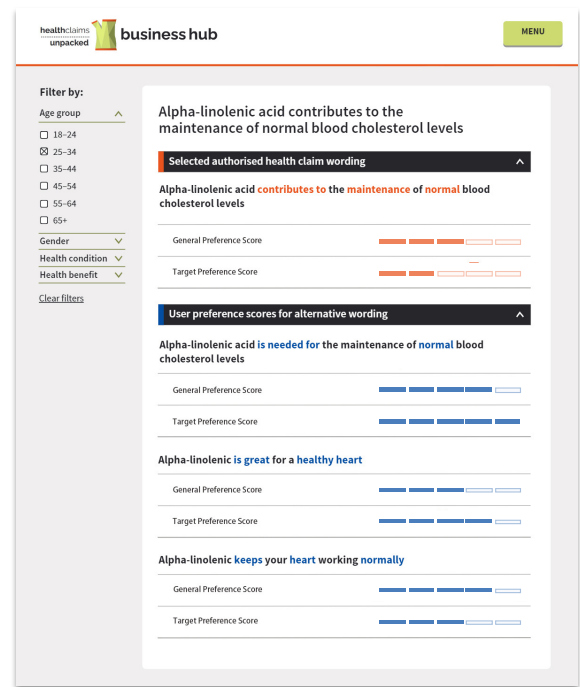 healthclaims
unpacked
business hub
MENU
Filter by:
Age group
18–24
25–34
35–44
45–54
55–64
65+
Gender
Health condition
Health benefit
Clear filters
Alpha-linolenic acid contributes to the
maintenance of normal blood cholesterol levels
Selected authorised health claim wording
Alpha-linolenic acid contributes to the maintenance of normal blood
cholesterol levels
General Preference Score
Target Preference Score
User preference scores for alternative wording
Alpha-linolenic acid is needed for the maintenance of normal blood
cholesterol levels
General Preference Score
Target Preference Score
Alpha-linolenic is great for a healthy heart
General Preference Score
Target Preference Score
Alpha-linolenic keeps your heart working normally
General Preference Score
Target Preference Score